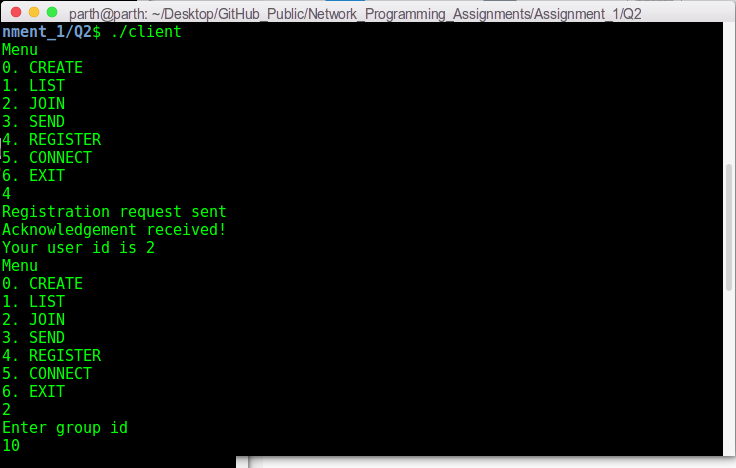 parth@parth: ~/Desktop/GitHub_Public/Network_Programming_Assignments/Assignment_1/Q2
nment_1/Q2$ ./client
Menu
0. CREATE
1. LIST
2. JOIN
3. SEND
4. REGISTER
5. CONNECT
6. EXIT
4
Registration request sent
Acknowledgement received!
Your user id is 2
Menu
0. CREATE
1. LIST
2. JOIN
3. SEND
4. REGISTER
5. CONNECT
6. EXIT
2
Enter group id
10